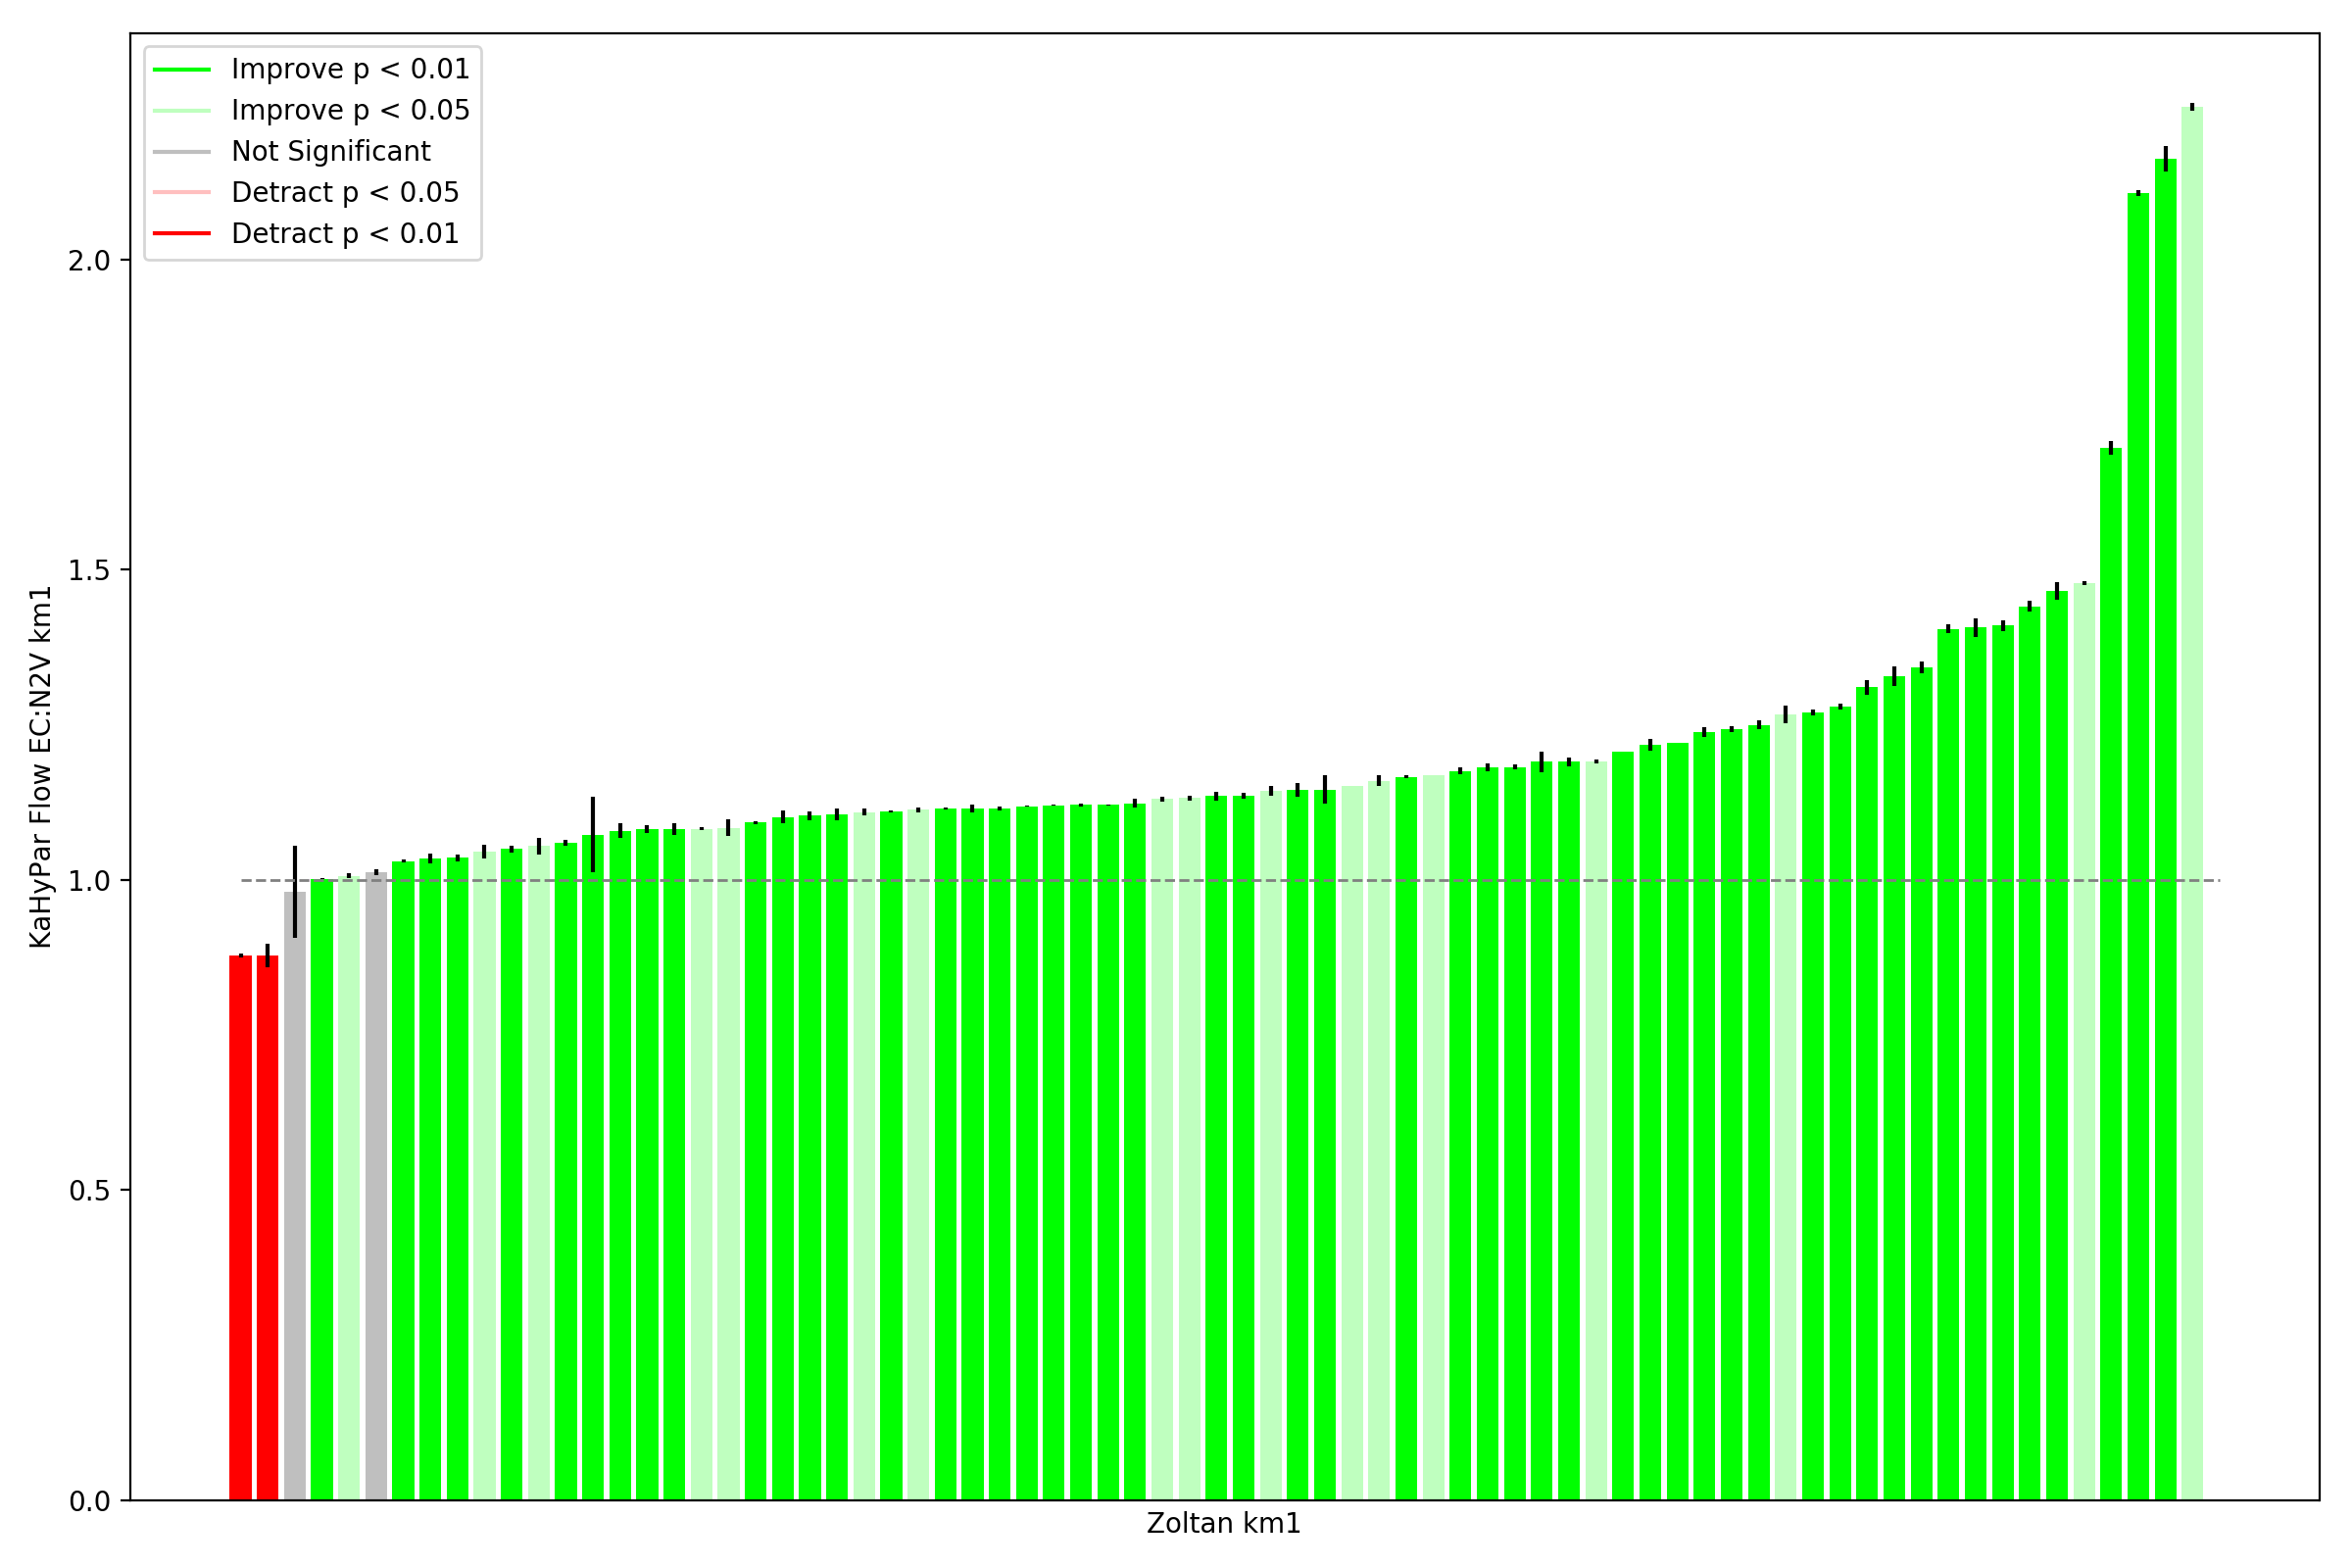 Improve p < 0.01
Improve p < 0.05
Not Significant
Detract p < 0.05
Detract p < 0.01
2.0
1.5
1.0
0.5
0.0
KaHyPar Flow EC:N2V km1
Zoltan km1